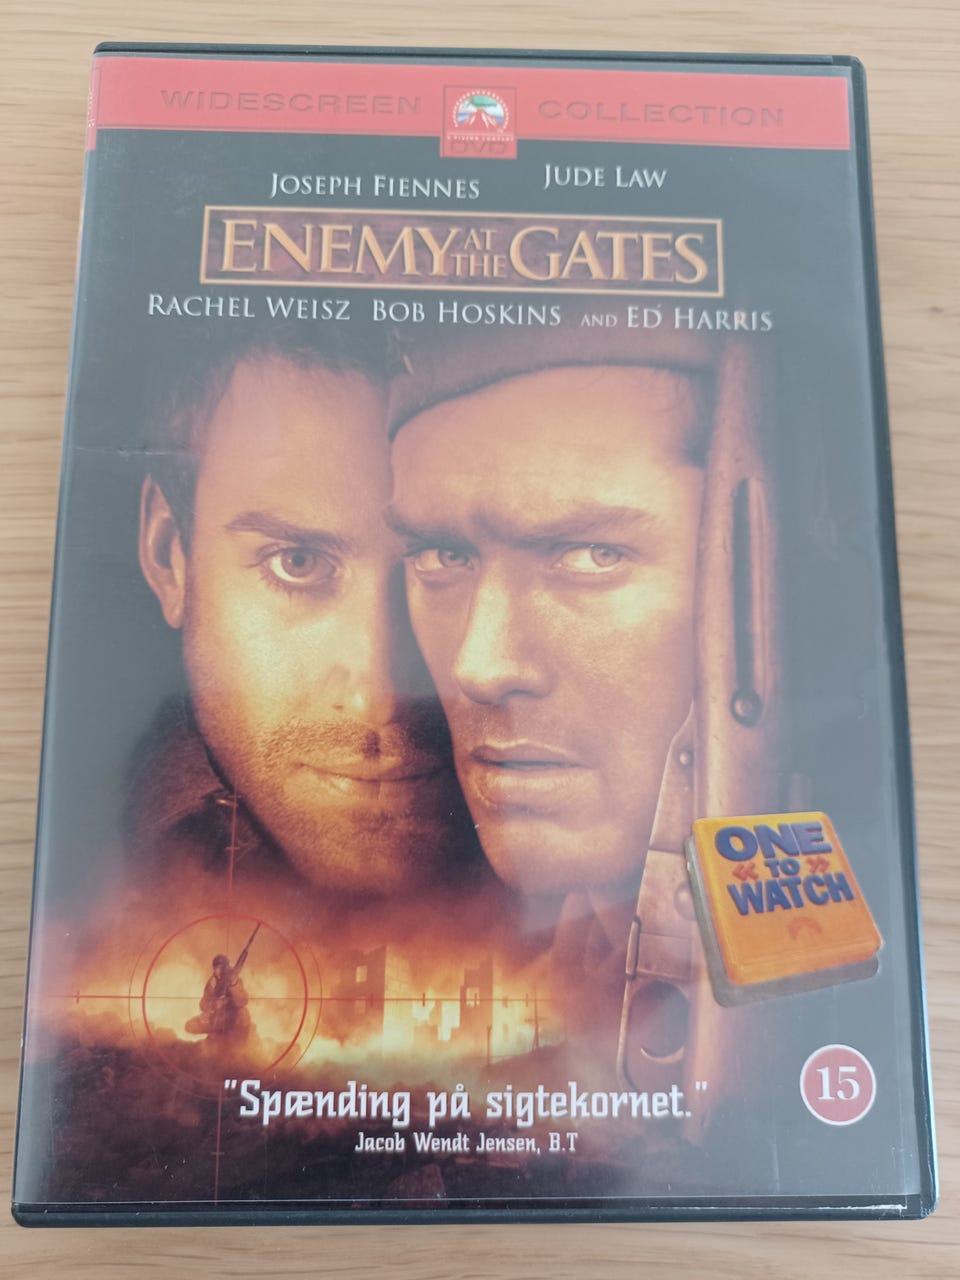 WIDESCREEN DVD COLLECTION
JOSEPH FIENNES JUDE LAW
ENEMY AT THE GATES
RACHEL WEISZ BOB HOSKINS AND ED HARRIS
ONE
TO
WATCH
15
"Spænding på sigtekornet."
Jacob Wendt Jensen, B.T